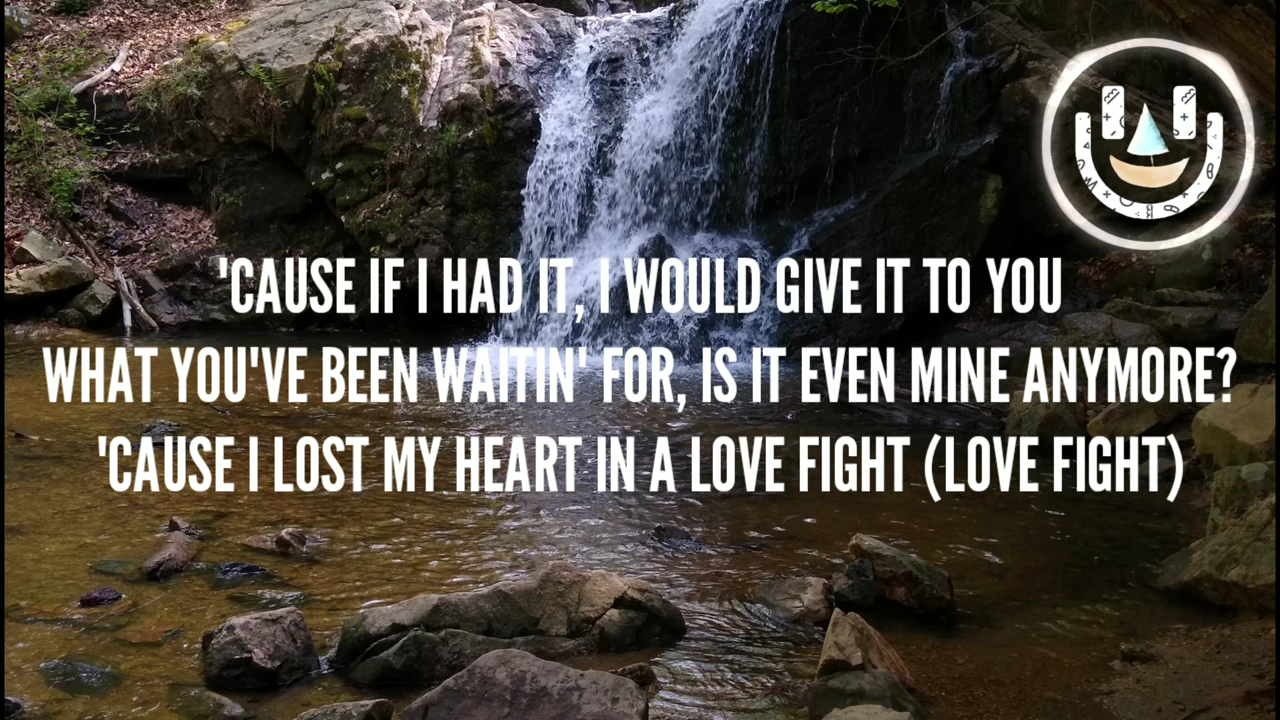 'CAUSE IF I HAD IT, I WOULD GIVE IT TO YOU
WHAT YOU'VE BEEN WAITIN' FOR, IS IT EVEN MINE ANYMORE?
'CAUSE I LOST MY HEART IN A LOVE FIGHT (LOVE FIGHT)